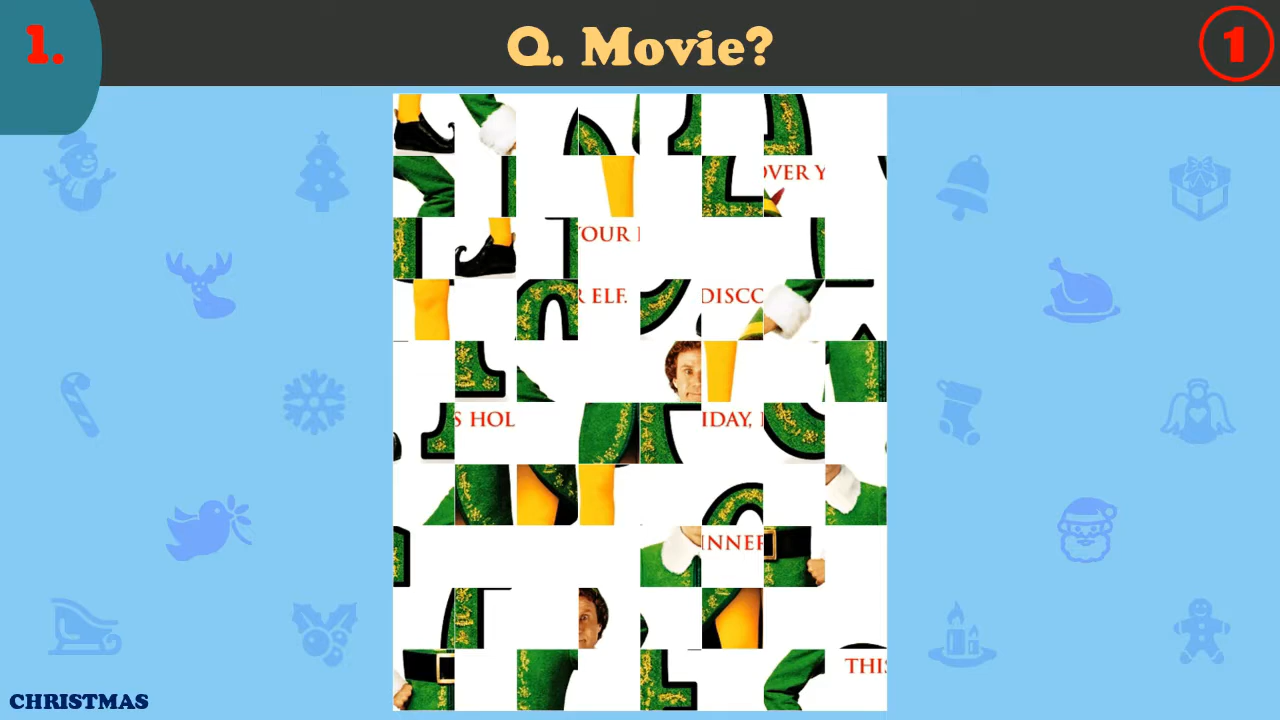 1.
Q. Movie?
1
OVER Y
YOUR I
R ELF.
DISCO
S HOL
IDAY, I
INNER
THIS
CHRISTMAS